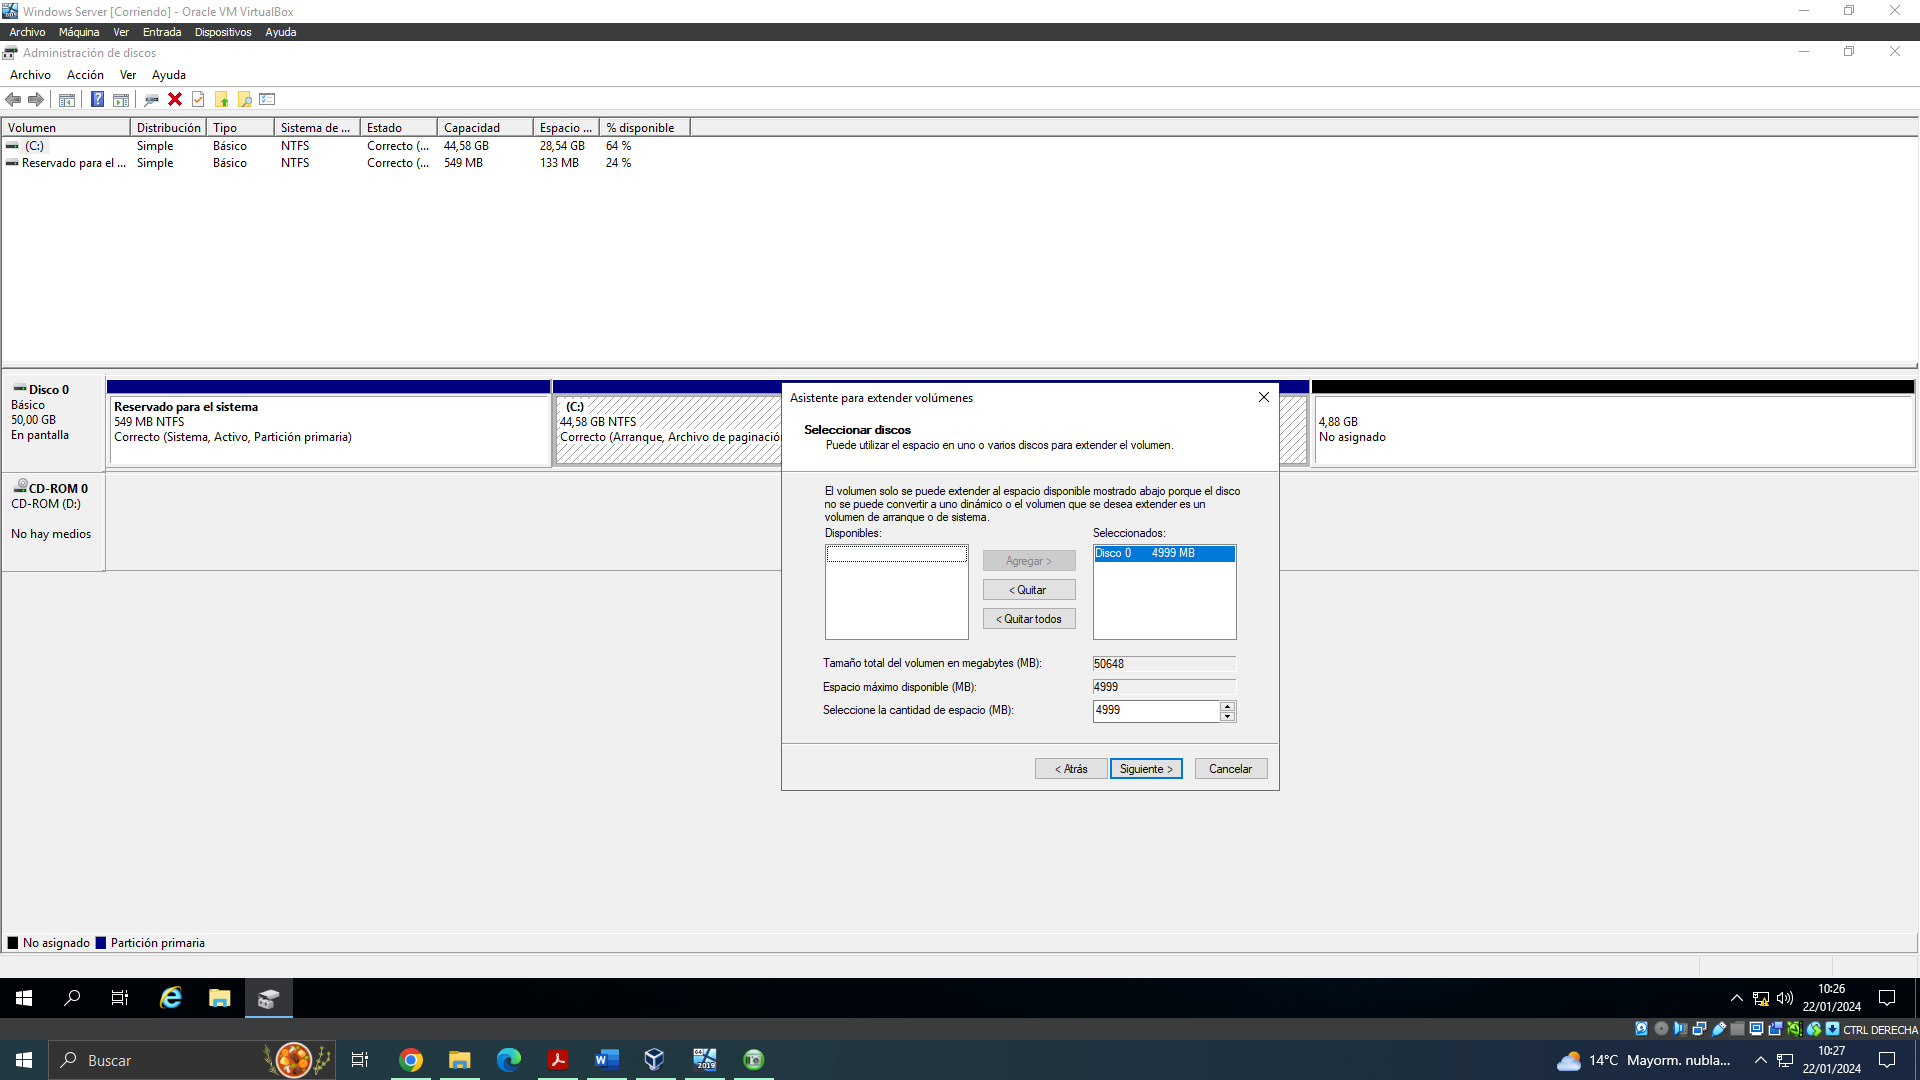 Windows Server [Corriendo] - Oracle VM VirtualBox
Archivo Máquina Ver Entrada Dispositivos Ayuda
Administración de discos
Archivo Acción Ver Ayuda
Volumen Distribución Tipo Sistema de ... Estado Capacidad Espacio ... % disponible
(C:) Simple Básico NTFS Correcto (... 44,58 GB 28,54 GB 64 %
Reservado para el ... Simple Básico NTFS Correcto (... 549 MB 133 MB 24 %
Disco 0
Básico
50,00 GB
En pantalla
Reservado para el sistema
549 MB NTFS
Correcto (Sistema, Activo, Partición primaria)
(C:)
44,58 GB NTFS
Correcto (Arranque, Archivo de paginación
4,88 GB
No asignado
CD-ROM 0
CD-ROM (D:)
No hay medios
Asistente para extender volúmenes
Seleccionar discos
Puede utilizar el espacio en uno o varios discos para extender el volumen.
El volumen solo se puede extender al espacio disponible mostrado abajo porque el disco
no se puede convertir a uno dinámico o el volumen que se desea extender es un
volumen de arranque o de sistema.
Disponibles: Seleccionados:
Disco 0 4999 MB
Agregar >
< Quitar
< Quitar todos
Tamaño total del volumen en megabytes (MB): 50648
Espacio máximo disponible (MB): 4999
Seleccione la cantidad de espacio (MB): 4999
< Atrás Siguiente > Cancelar
No asignado Partición primaria
10:26
22/01/2024
CTRL DERECHA
Buscar
2019
14°C Mayorm. nubla...
10:27
22/01/2024